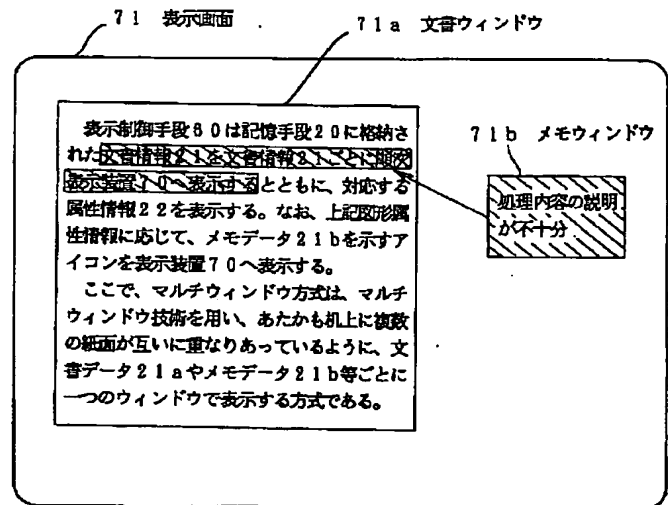 71 表示画面
71a 文書ウィンドウ
表示制御手段60は記憶手段20に格納さ
れた文書情報21を文書情報21ごとに順次
表示装置70へ表示するとともに、対応する
属性情報22を表示する。なお、上記図形属
性情報に応じて、メモデータ21bを示すア
イコンを表示装置70へ表示する。
ここで、マルチウィンドウ方式は、マルチ
ウィンドウ技術を用い、あたかも机上に複数
の紙面が互いに重なりあっているように、文
書データ21aやメモデータ21b等ごとに
一つのウィンドウで表示する方式である。
71b メモウィンドウ
処理内容の説明
が不十分